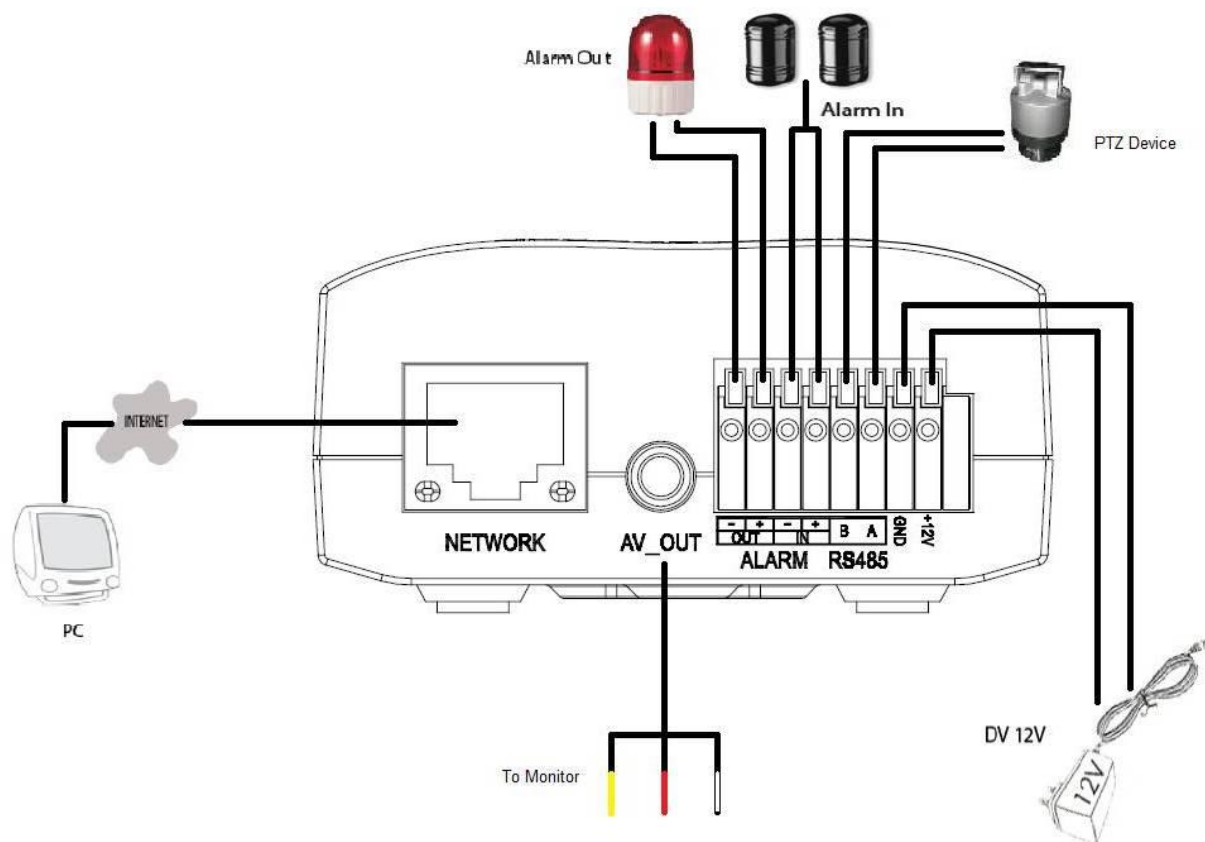 Alarm Out
Alarm In
PTZ Device
INTERNET
PC
NETWORK
AV_OUT
- + - +
OUT IN
B A
GND
+12V
ALARM RS485
To Monitor
DV 12V
12V